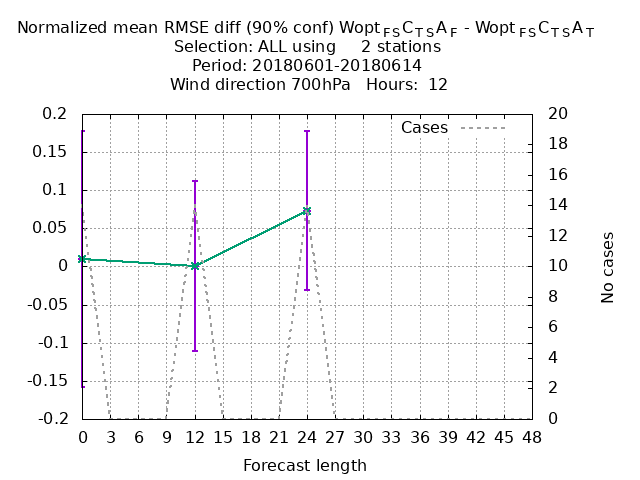 Normalized mean RMSE diff (90% conf) Wopt FS C TS A F - Wopt FS C TS A T
Selection: ALL using 2 stations
Period: 20180601-20180614
Wind direction 700hPa Hours: 12
Cases
0.2
0.15
0.1
0.05
0
-0.05
-0.1
-0.15
-0.2
20
18
16
14
12
10
8
6
4
2
0
No cases
0 3 6 9 12 15 18 21 24 27 30 33 36 39 42 45 48
Forecast length